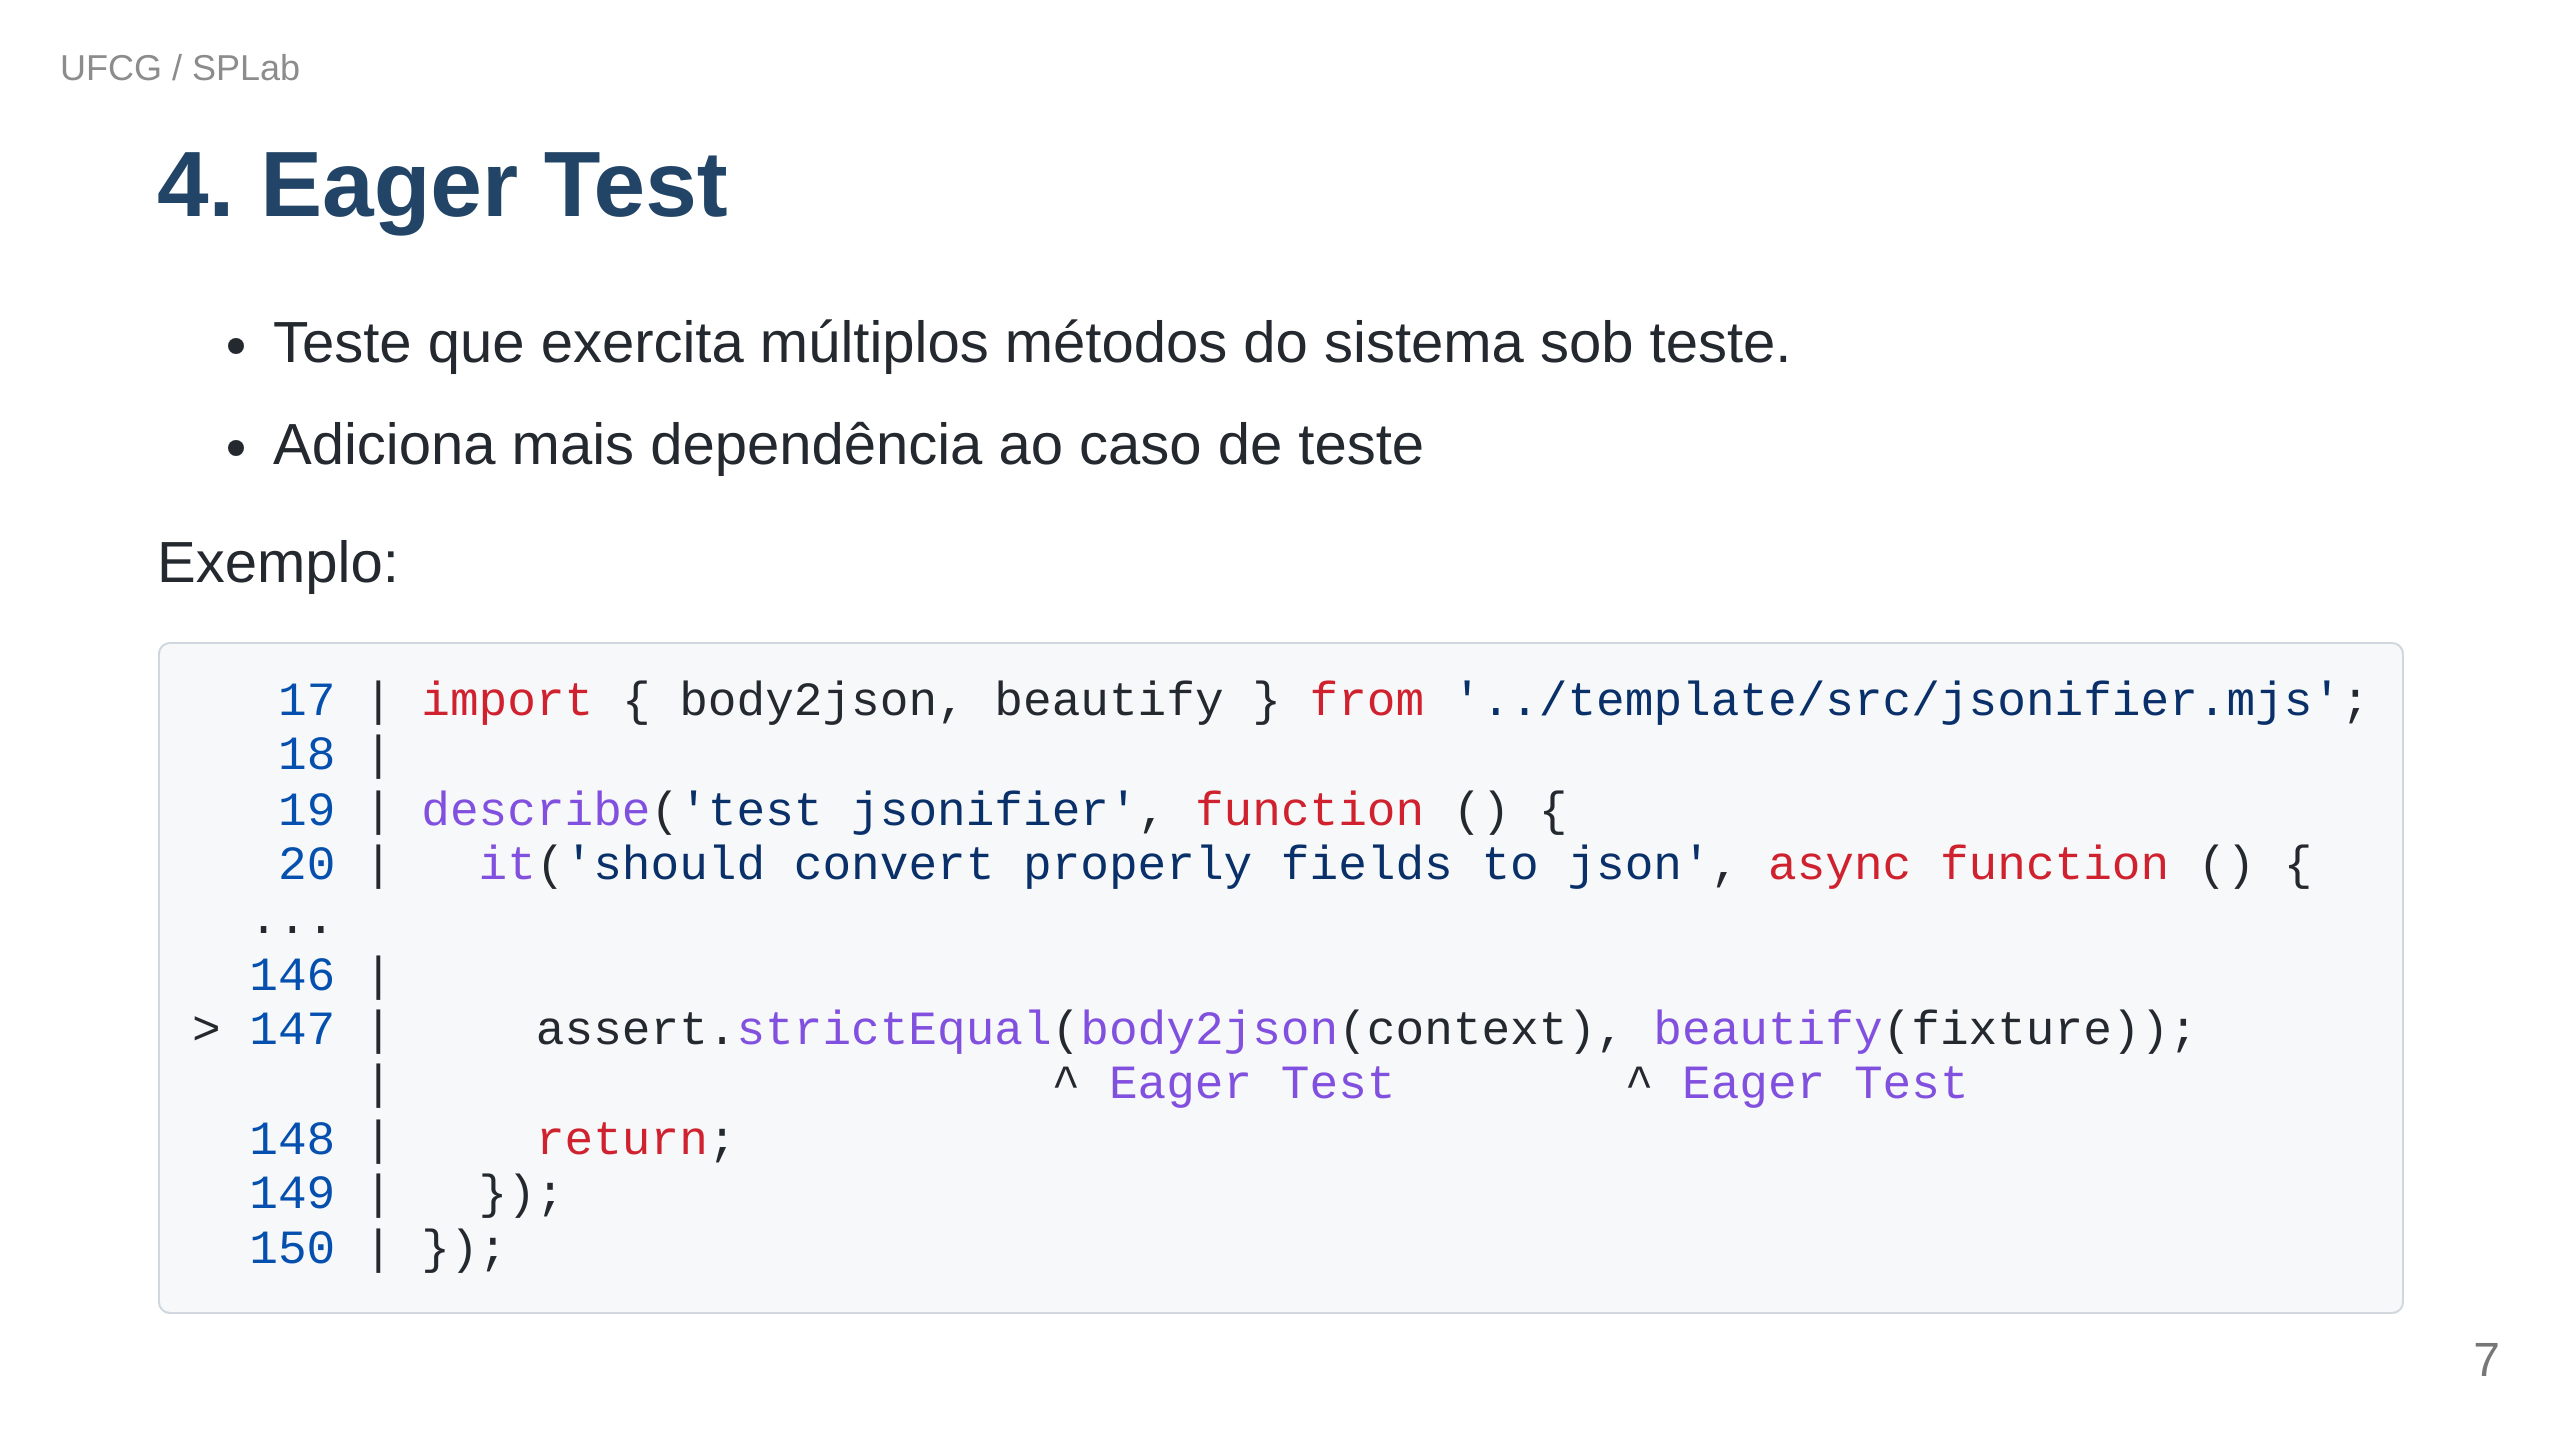 UFCG / SPLab
4. Eager Test
• Teste que exercita múltiplos métodos do sistema sob teste.
• Adiciona mais dependência ao caso de teste
Exemplo:
   17 | import { body2json, beautify } from '../template/src/jsonifier.mjs';
   18 |
   19 | describe('test jsonifier', function () {
   20 |   it('should convert properly fields to json', async function () {
  ...
  146 |
> 147 |     assert.strictEqual(body2json(context), beautify(fixture));
      |                       ^ Eager Test        ^ Eager Test
  148 |     return;
  149 |   });
  150 | });
7